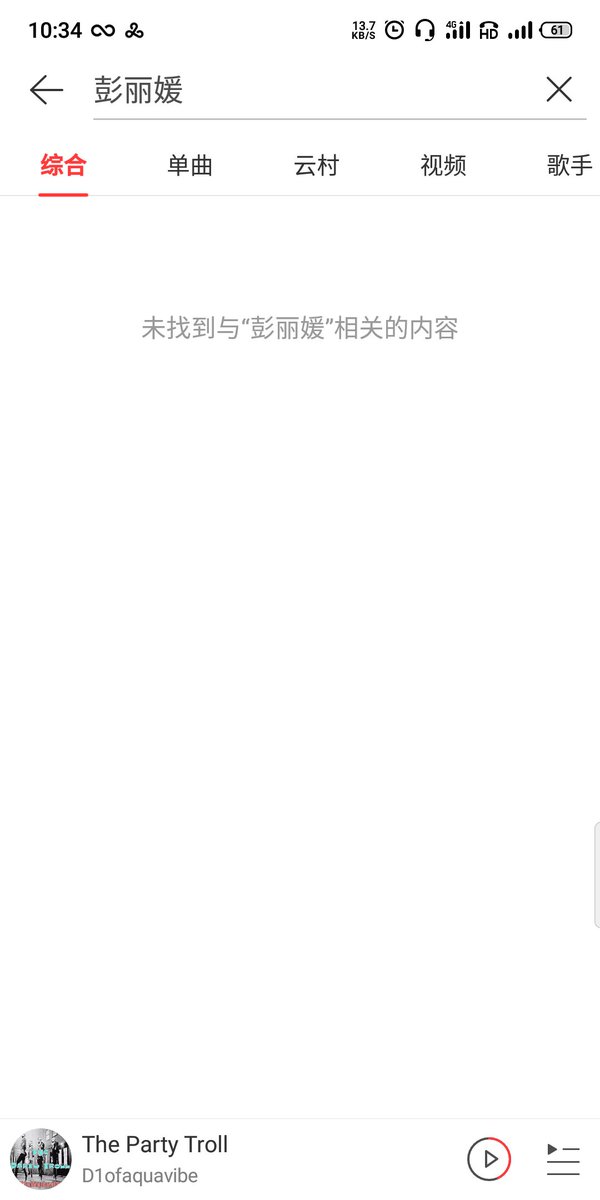 10:34 13.7 KB/S 4G HD 61
彭丽媛
综合 单曲 云村 视频 歌手
未找到与“彭丽媛”相关的内容
The Party Troll
D1ofaquavibe